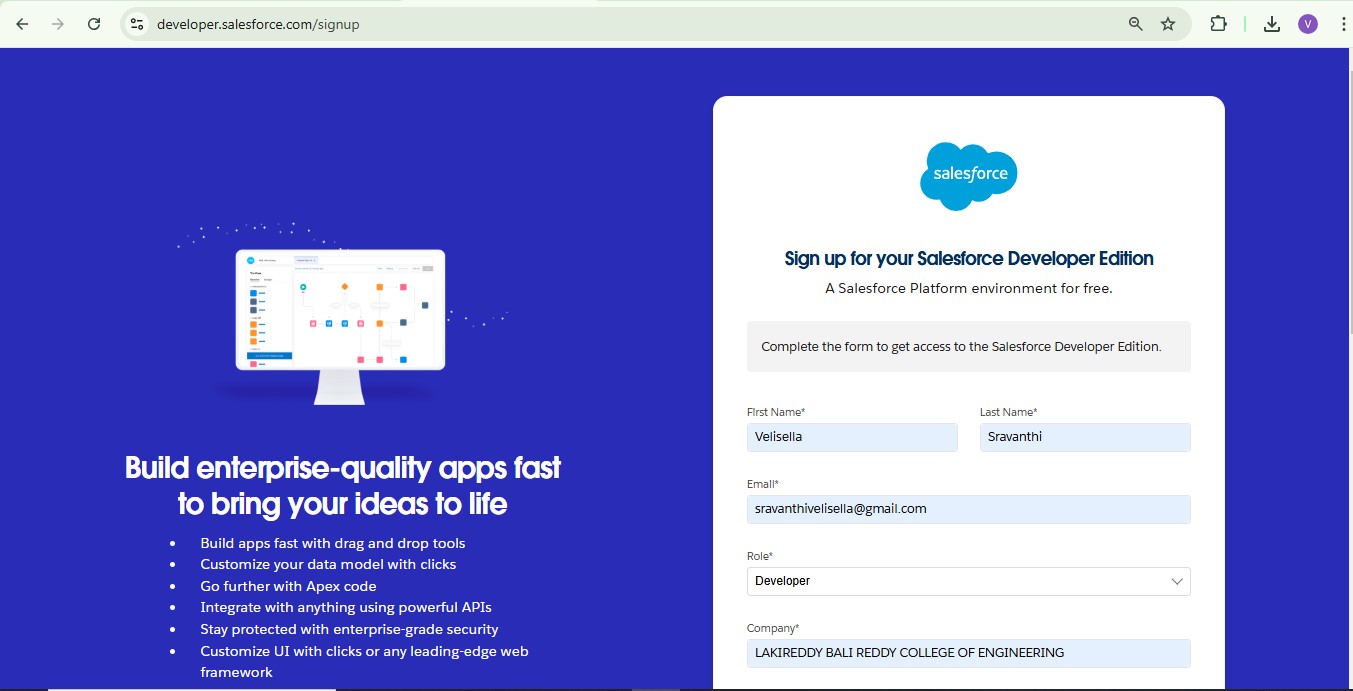 developer.salesforce.com/signup
V
salesforce
Sign up for your Salesforce Developer Edition
A Salesforce Platform environment for free.
Complete the form to get access to the Salesforce Developer Edition.
First Name*
Last Name*
Velisella
Sravanthi
Email*
sravanthivelisella@gmail.com
Role*
Developer
Company*
LAKIREDDY BALI REDDY COLLEGE OF ENGINEERING
Build enterprise-quality apps fast
to bring your ideas to life
• Build apps fast with drag and drop tools
• Customize your data model with clicks
• Go further with Apex code
• Integrate with anything using powerful APIs
• Stay protected with enterprise-grade security
• Customize UI with clicks or any leading-edge web
framework